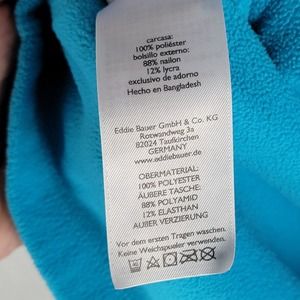 carcasa:
100% poliéster
bolsillo externo:
88% nailon
12% lycra
exclusivo de adorno
Hecho en Bangladesh
Eddie Bauer GmbH & Co. KG
Rotwandweg 3a
82024 Taufkirchen
GERMANY
www.eddiebauer.de
OBERMATERIAL:
100% POLYESTER
ÄUßERE TASCHE:
88% POLYAMID
12% ELASTHAN
AUßER VERZIERUNG
Vor dem ersten Tragen waschen.
Keine Weichspueler verwenden.